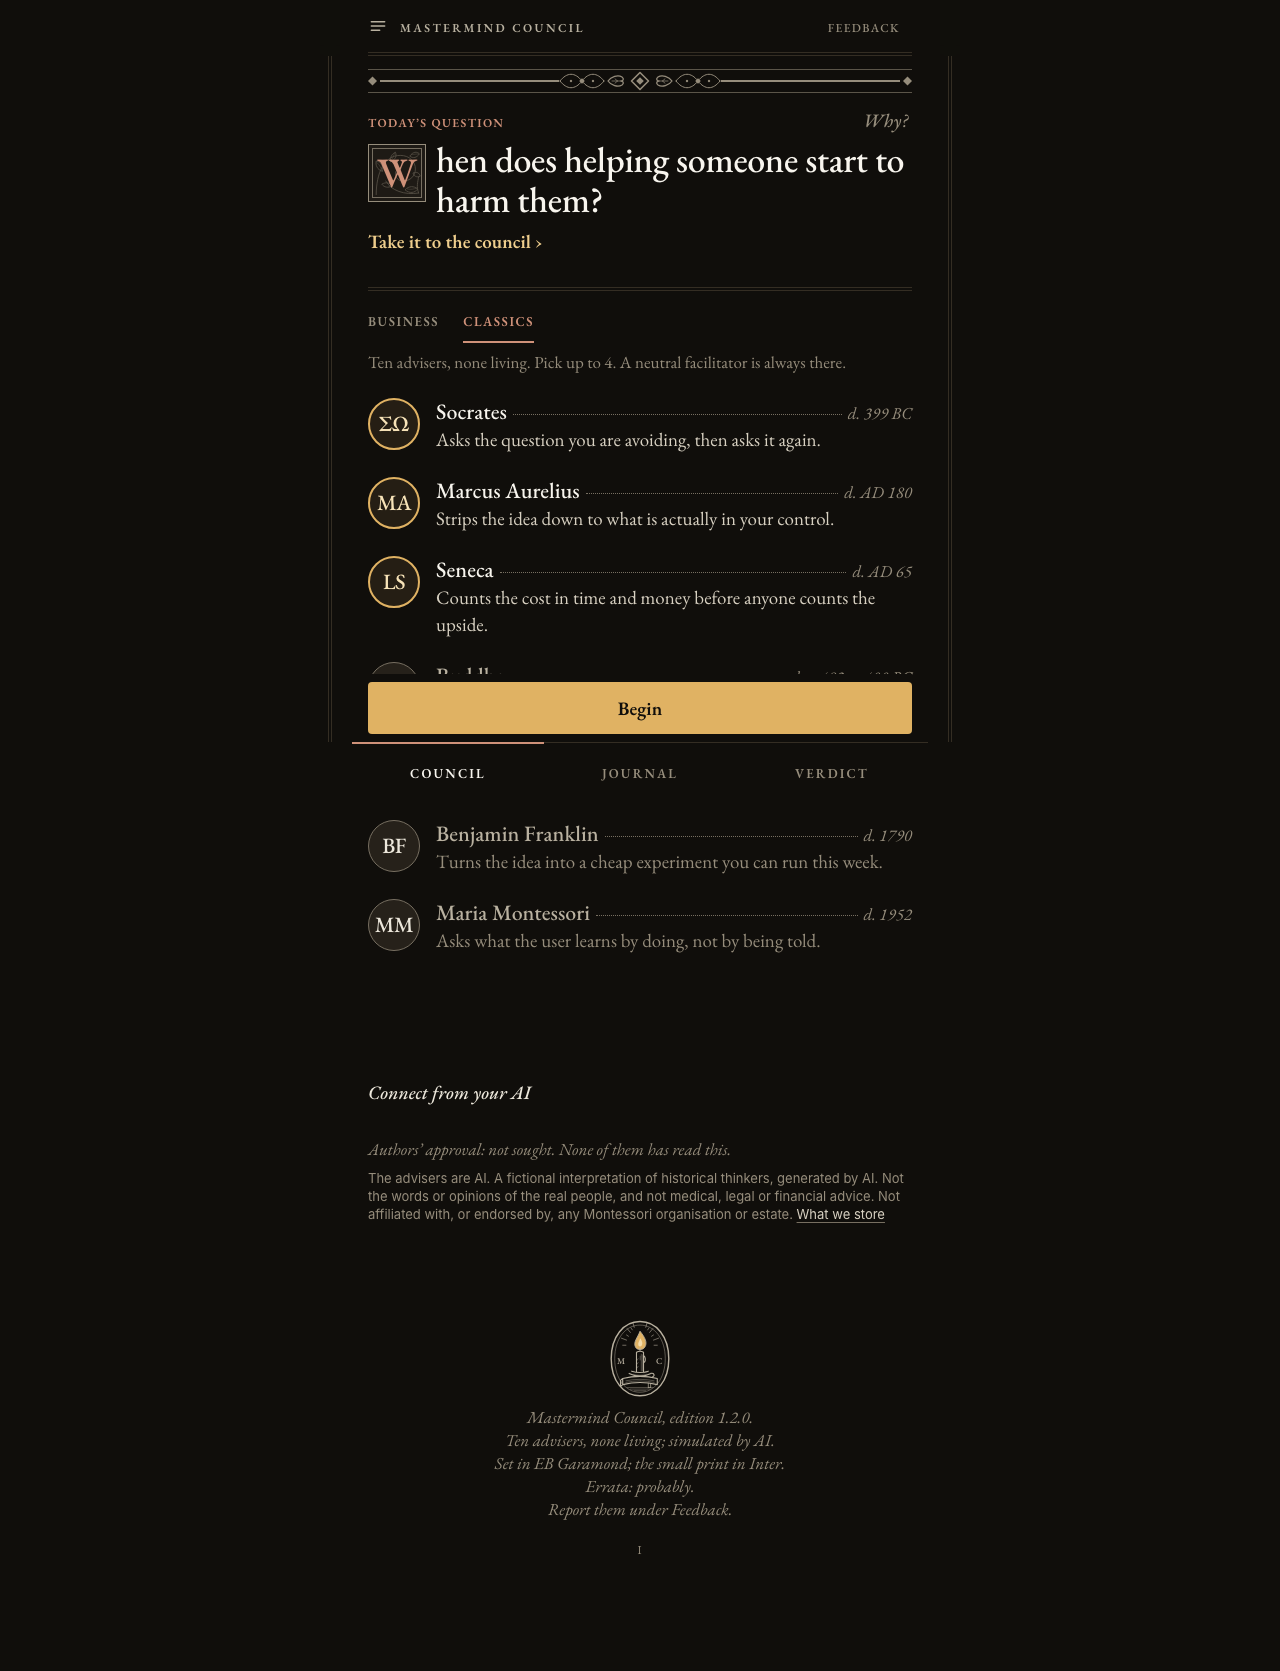 MASTERMIND COUNCIL
FEEDBACK
TODAY'S QUESTION
Why?
When does helping someone start to
harm them?
Take it to the council ›
BUSINESS
CLASSICS
Ten advisers, none living. Pick up to 4. A neutral facilitator is always there.
ΣΩ
Socrates
d. 399 BC
Asks the question you are avoiding, then asks it again.
MA
Marcus Aurelius
d. AD 180
Strips the idea down to what is actually in your control.
LS
Seneca
d. AD 65
Counts the cost in time and money before anyone counts the
upside.
Begin
COUNCIL
JOURNAL
VERDICT
BF
Benjamin Franklin
d. 1790
Turns the idea into a cheap experiment you can run this week.
MM
Maria Montessori
d. 1952
Asks what the user learns by doing, not by being told.
Connect from your AI
Authors’ approval: not sought. None of them has read this.
The advisers are AI. A fictional interpretation of historical thinkers, generated by AI. Not
the words or opinions of the real people, and not medical, legal or financial advice. Not
affiliated with, or endorsed by, any Montessori organisation or estate. What we store
M C
Mastermind Council, edition 1.2.0.
Ten advisers, none living; simulated by AI.
Set in EB Garamond; the small print in Inter.
Errata: probably.
Report them under Feedback.
I